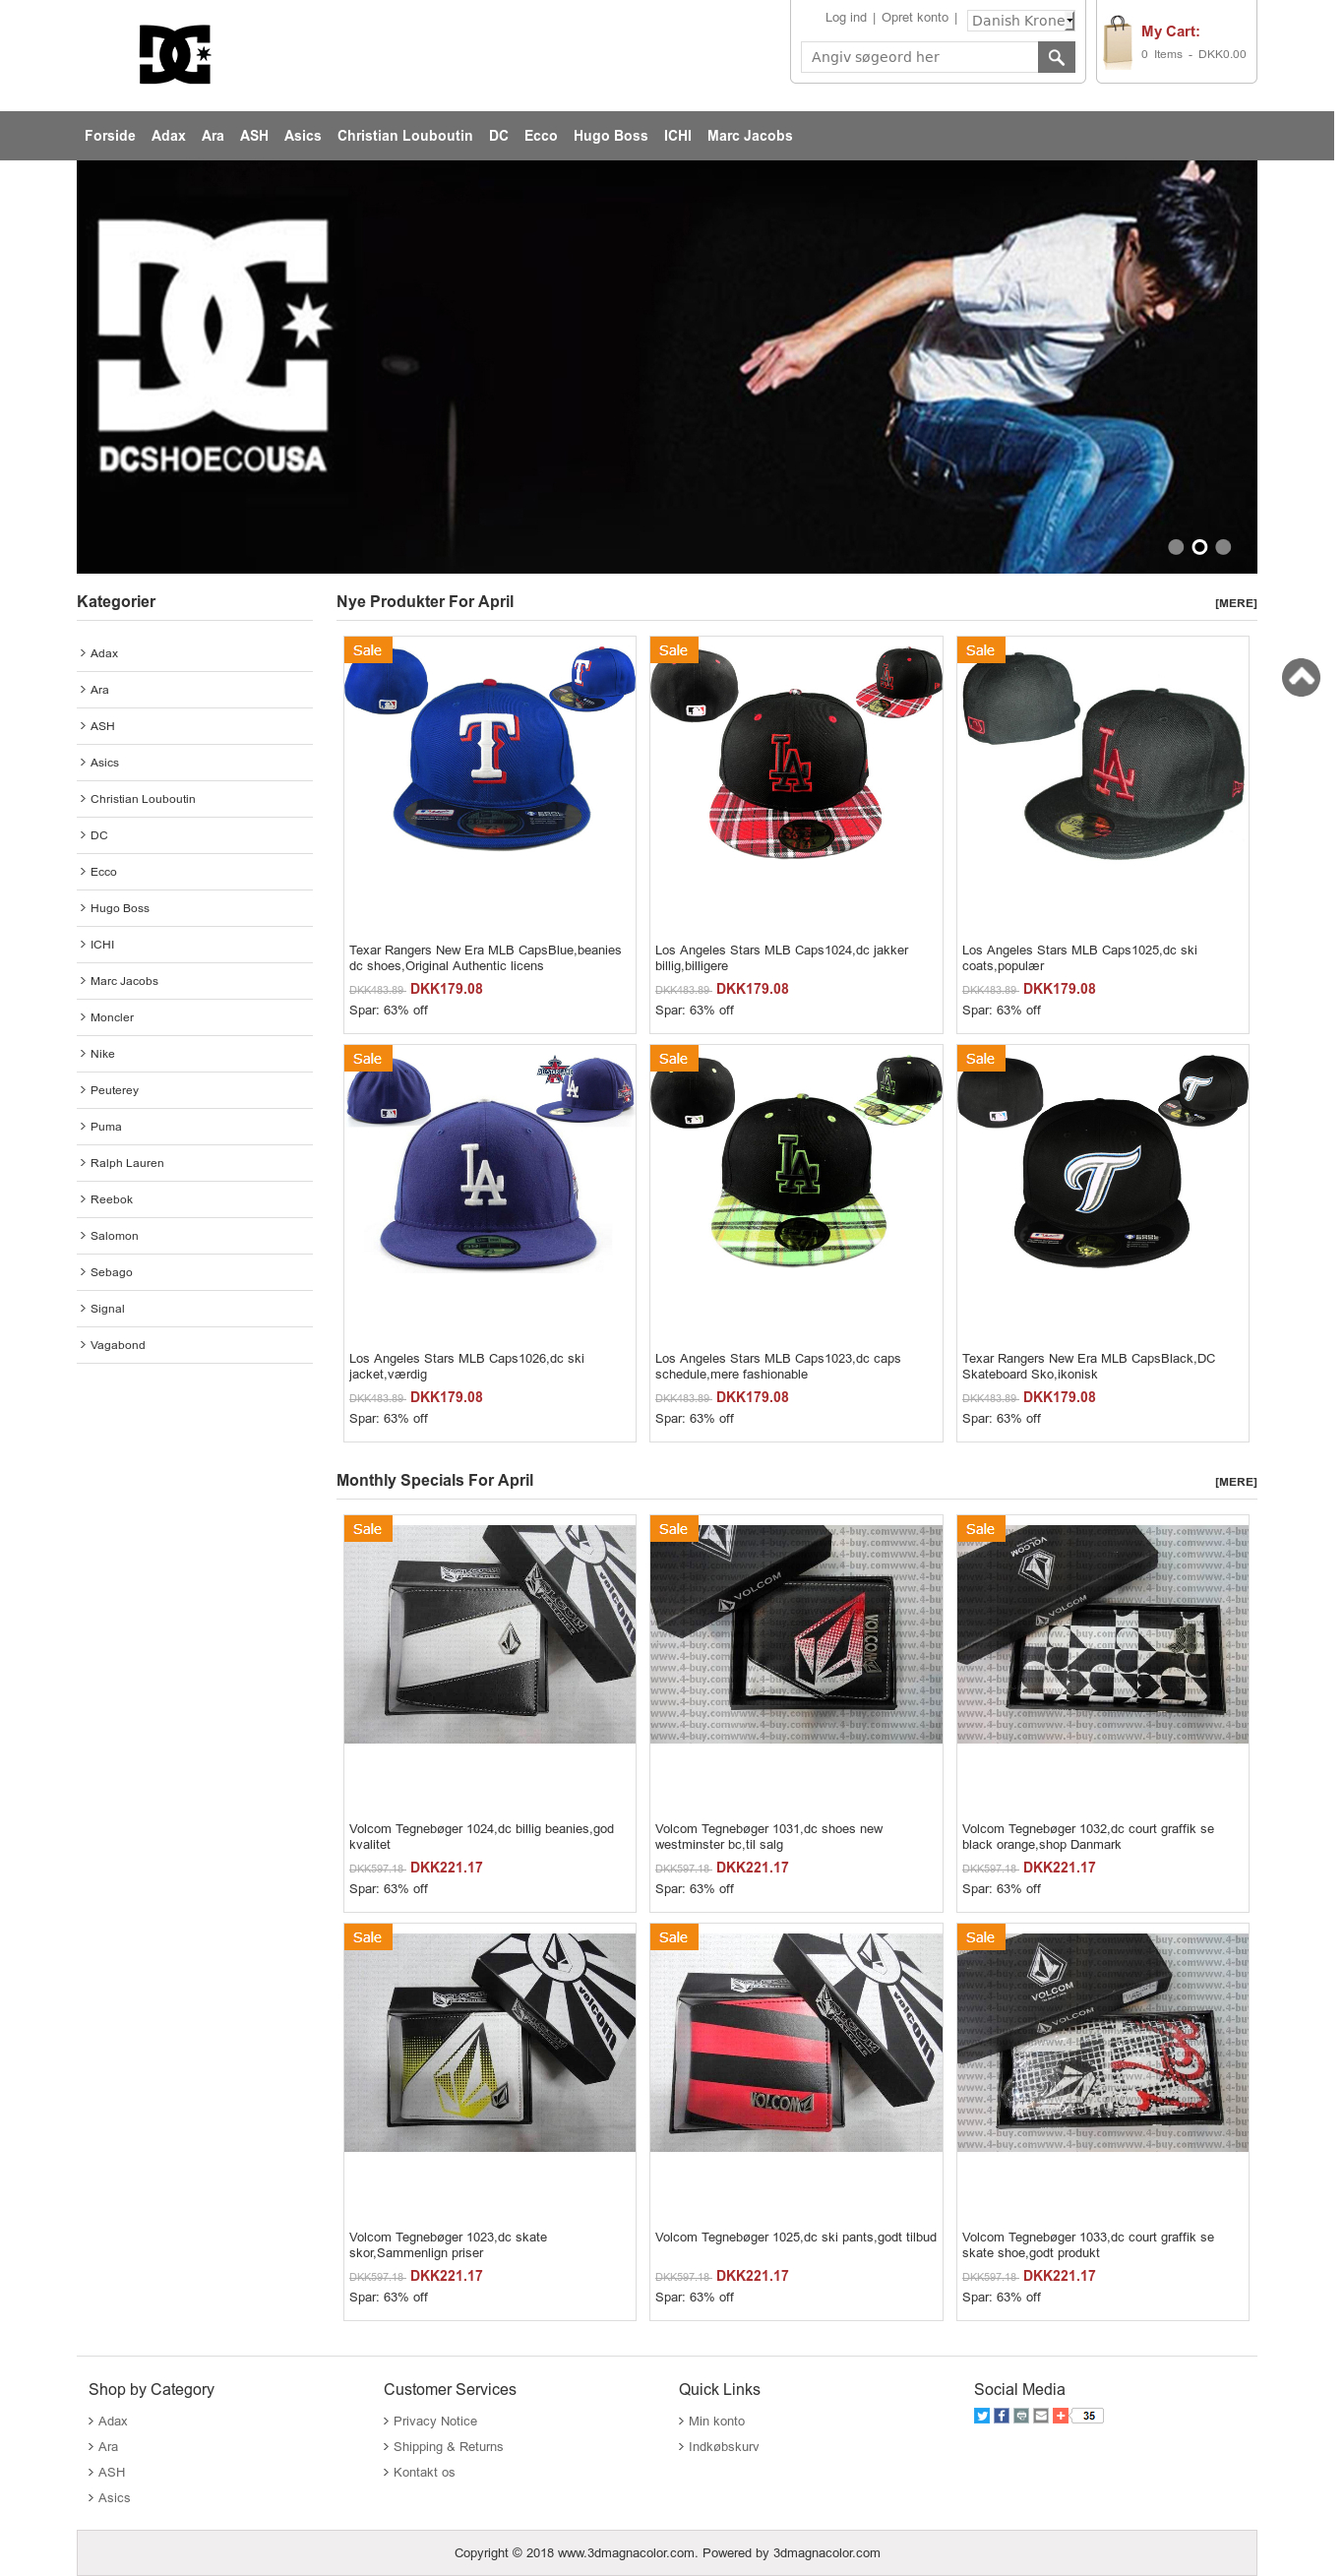 Log ind | Opret konto |
Danish Krone
Angiv søgeord her
My Cart:
0 Items - DKK0.00
Forside Adax Ara ASH Asics Christian Louboutin DC Ecco Hugo Boss ICHI Marc Jacobs
DCSHOECOUSA
Kategorier
Adax
Ara
ASH
Asics
Christian Louboutin
DC
Ecco
Hugo Boss
ICHI
Marc Jacobs
Moncler
Nike
Peuterey
Puma
Ralph Lauren
Reebok
Salomon
Sebago
Signal
Vagabond
Nye Produkter For April
[MERE]
Sale
Sale
Sale
Texar Rangers New Era MLB CapsBlue,beanies
dc shoes,Original Authentic licens
DKK483.89 DKK179.08
Spar: 63% off
Los Angeles Stars MLB Caps1024,dc jakker
billig,billigere
DKK483.89 DKK179.08
Spar: 63% off
Los Angeles Stars MLB Caps1025,dc ski
coats,populær
DKK483.89 DKK179.08
Spar: 63% off
Sale
Sale
Sale
Los Angeles Stars MLB Caps1026,dc ski
jacket,værdig
DKK483.89 DKK179.08
Spar: 63% off
Los Angeles Stars MLB Caps1023,dc caps
schedule,mere fashionable
DKK483.89 DKK179.08
Spar: 63% off
Texar Rangers New Era MLB CapsBlack,DC
Skateboard Sko,ikonisk
DKK483.89 DKK179.08
Spar: 63% off
Monthly Specials For April
[MERE]
Sale
Sale
Sale
Volcom Tegnebøger 1024,dc billig beanies,god
kvalitet
DKK597.18 DKK221.17
Spar: 63% off
Volcom Tegnebøger 1031,dc shoes new
westminster bc,til salg
DKK597.18 DKK221.17
Spar: 63% off
Volcom Tegnebøger 1032,dc court graffik se
black orange,shop Danmark
DKK597.18 DKK221.17
Spar: 63% off
Sale
Sale
Sale
Volcom Tegnebøger 1023,dc skate
skor,Sammenlign priser
DKK597.18 DKK221.17
Spar: 63% off
Volcom Tegnebøger 1025,dc ski pants,godt tilbud
DKK597.18 DKK221.17
Spar: 63% off
Volcom Tegnebøger 1033,dc court graffik se
skate shoe,godt produkt
DKK597.18 DKK221.17
Spar: 63% off
Shop by Category
Adax
Ara
ASH
Asics
Customer Services
Privacy Notice
Shipping & Returns
Kontakt os
Quick Links
Min konto
Indkøbskurv
Social Media
35
Copyright © 2018 www.3dmagnacolor.com. Powered by 3dmagnacolor.com